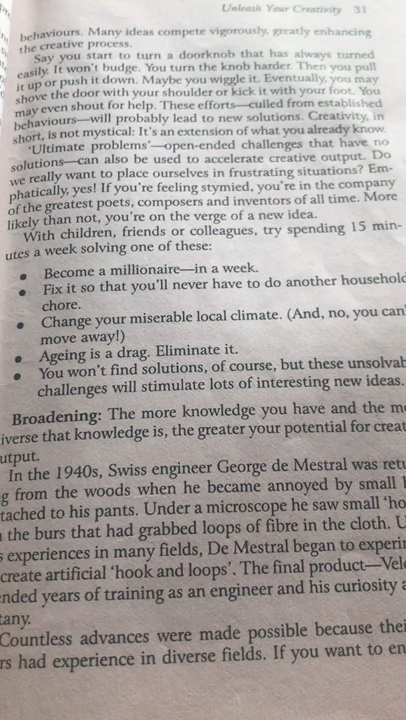 Unleash Your Creativity 31
behaviours. Many ideas compete vigorously, greatly enhancing
the creative process.
Say you start to turn a doorknob that has always turned
easily. It won't budge. You turn the knob harder. Then you pull
it up or push it down. Maybe you wiggle it. Eventually, you may
shove the door with your shoulder or kick it with your foot. You
may even shout for help. These efforts—culled from established
behaviours—will probably lead to new solutions. Creativity, in
short, is not mystical: It's an extension of what you already know.
'Ultimate problems'—open-ended challenges that have no
solutions—can also be used to accelerate creative output. Do
we really want to place ourselves in frustrating situations? Em-
phatically, yes! If you're feeling stymied, you're in the company
of the greatest poets, composers and inventors of all time. More
likely than not, you're on the verge of a new idea.
With children, friends or colleagues, try spending 15 min-
utes a week solving one of these:
• Become a millionaire—in a week.
• Fix it so that you'll never have to do another household
chore.
• Change your miserable local climate. (And, no, you can'
move away!)
• Ageing is a drag. Eliminate it.
• You won't find solutions, of course, but these unsolvab
challenges will stimulate lots of interesting new ideas.
Broadening: The more knowledge you have and the mo
iverse that knowledge is, the greater your potential for creat
utput.
In the 1940s, Swiss engineer George de Mestral was retu
g from the woods when he became annoyed by small b
tached to his pants. Under a microscope he saw small 'ho
the burs that had grabbed loops of fibre in the cloth. U
s experiences in many fields, De Mestral began to experim
create artificial 'hook and loops'. The final product—Velc
nded years of training as an engineer and his curiosity a
tany.
Countless advances were made possible because thei
rs had experience in diverse fields. If you want to en